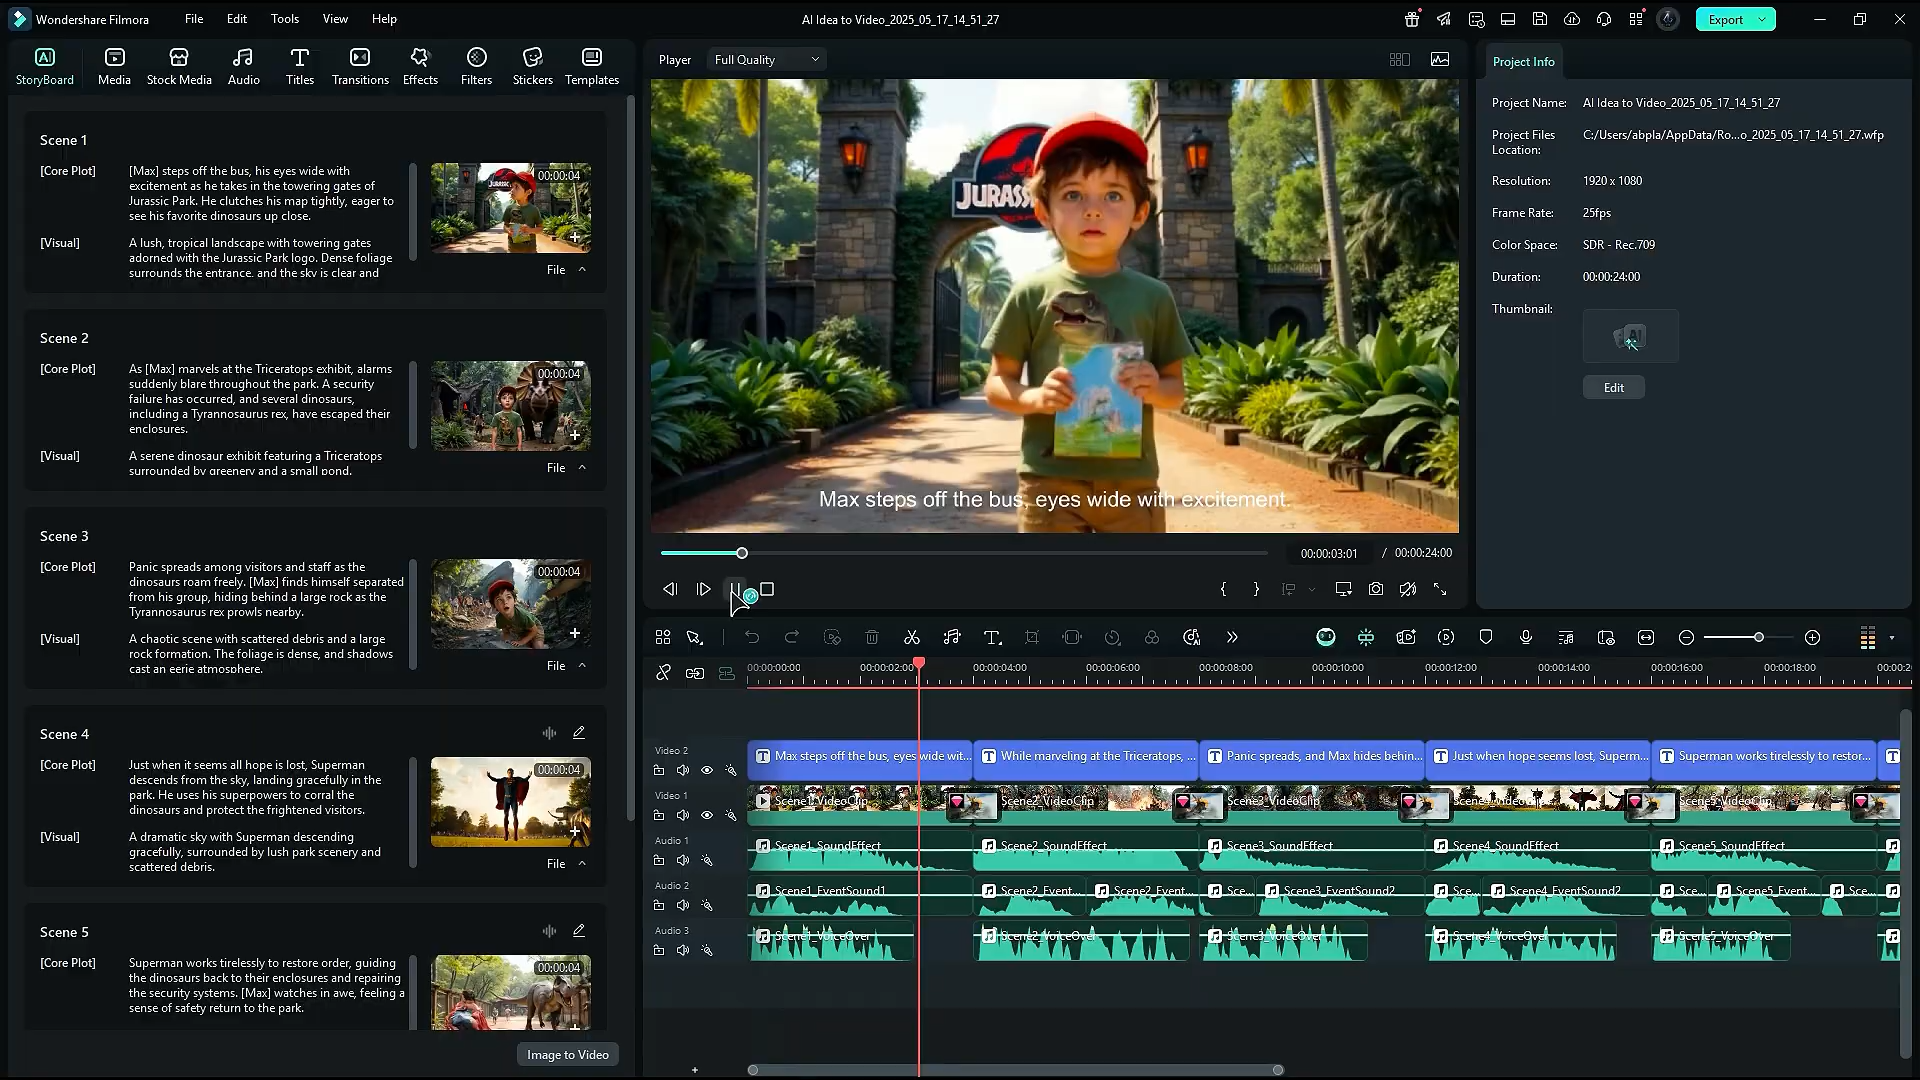 Wondershare Filmora
File
Edit
Tools
View
Help
AI Idea to Video_2025_05_17_14_51_27
Export
StoryBoard
Media
Stock Media
Audio
Titles
Transitions
Effects
Filters
Stickers
Templates
Scene 1
[Core Plot]
[Max] steps off the bus, his eyes wide with
excitement as he takes in the towering gates of
Jurassic Park. He clutches his map tightly, eager to
see his favorite dinosaurs up close.
[Visual]
A lush, tropical landscape with towering gates
adorned with the Jurassic Park logo. Dense foliage
surrounds the entrance, and the sky is clear and
00:00:04
File
Scene 2
[Core Plot]
As [Max] marvels at the Triceratops exhibit, alarms
suddenly blare throughout the park. A security
failure has occurred, and several dinosaurs,
including a Tyrannosaurus rex, have escaped their
enclosures.
[Visual]
A serene dinosaur exhibit featuring a Triceratops
surrounded by greenery and a small pond.
00:00:04
File
Scene 3
[Core Plot]
Panic spreads among visitors and staff as the
dinosaurs roam freely. [Max] finds himself separated
from his group, hiding behind a large rock as the
Tyrannosaurus rex prowls nearby.
[Visual]
A chaotic scene with scattered debris and a large
rock formation. The foliage is dense, and shadows
cast an eerie atmosphere.
00:00:04
File
Scene 4
[Core Plot]
Just when it seems all hope is lost, Superman
descends from the sky, landing gracefully in the
park. He uses his superpowers to corral the
dinosaurs and protect the frightened visitors.
[Visual]
A dramatic sky with Superman descending
gracefully, surrounded by lush park scenery and
scattered debris.
00:00:04
File
Scene 5
[Core Plot]
Superman works tirelessly to restore order, guiding
the dinosaurs back to their enclosures and repairing
the security systems. [Max] watches in awe, feeling a
sense of safety return to the park.
00:00:04
Image to Video
Player
Full Quality
JURASS
Max steps off the bus, eyes wide with excitement.
00:00:03:01 / 00:00:24:00
Project Info
Project Name: AI Idea to Video_2025_05_17_14_51_27
Project Files Location: C:/Users/abpla/AppData/Ro...o_2025_05_17_14_51_27.wfp
Resolution: 1920 x 1080
Frame Rate: 25fps
Color Space: SDR - Rec.709
Duration: 00:00:24:00
Thumbnail:
AI
Edit
00:00:00:00
00:00:02:00
00:00:04:00
00:00:06:00
00:00:08:00
00:00:10:00
00:00:12:00
00:00:14:00
00:00:16:00
00:00:18:00
00:00:2
Video 2
Max steps off the bus, eyes wide wit...
While marveling at the Triceratops, ...
Panic spreads, and Max hides behin...
Just when hope seems lost, Superm...
Superman works tirelessly to restor...
Video 1
Scene1_VideoClip
Scene2_VideoClip
Scene3_VideoClip
Scene4_VideoClip
Scene5_VideoClip
Audio 1
Scene1_SoundEffect
Scene2_SoundEffect
Scene3_SoundEffect
Scene4_SoundEffect
Scene5_SoundEffect
Audio 2
Scene1_EventSound1
Scene2_Event...
Scene2_Event...
Sce...
Scene3_EventSound2
Sce...
Scene4_EventSound2
Sce...
Scene5_Event...
Sce...
Audio 3
Scene1_VoiceOver
Scene2_VoiceOver
Scene3_VoiceOver
Scene4_VoiceOver
Scene5_VoiceOver